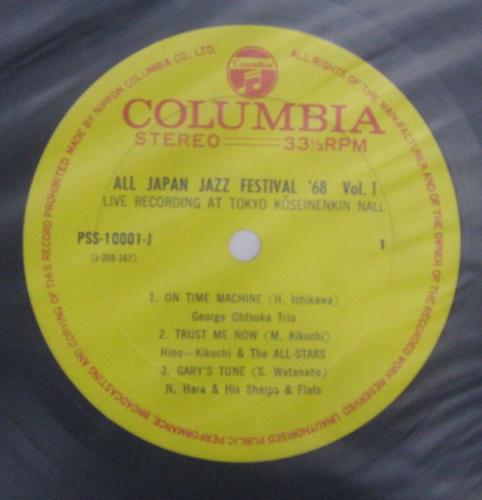 Columbia
COLUMBIA
STEREO 33⅓RPM
ALL JAPAN JAZZ FESTIVAL '68 Vol. 1
LIVE RECORDING AT TOKYO KŌSEINENKIN NALL
PSS-10001-J 1
(J-358-167)
1. ON TIME MACHINE (H. Ichikawa)
George Ohtsuka Trio
2. TRUST ME NOW (M. Kikuchi)
Hino—Kikuchi & The ALL-STARS
3. GARY'S TUNE (S. Watanabe)
N. Hara & His Sharps & Flats
MADE BY NIPPON COLUMBIA CO., LTD. ALL RIGHTS OF THE MANUFACTURER AND OF THE OWNER OF THE RECORDED WORK RESERVED UNAUTHORISED PUBLIC PERFORMANCE, BROADCASTING AND COPYING OF THIS RECORD PROHIBITED.